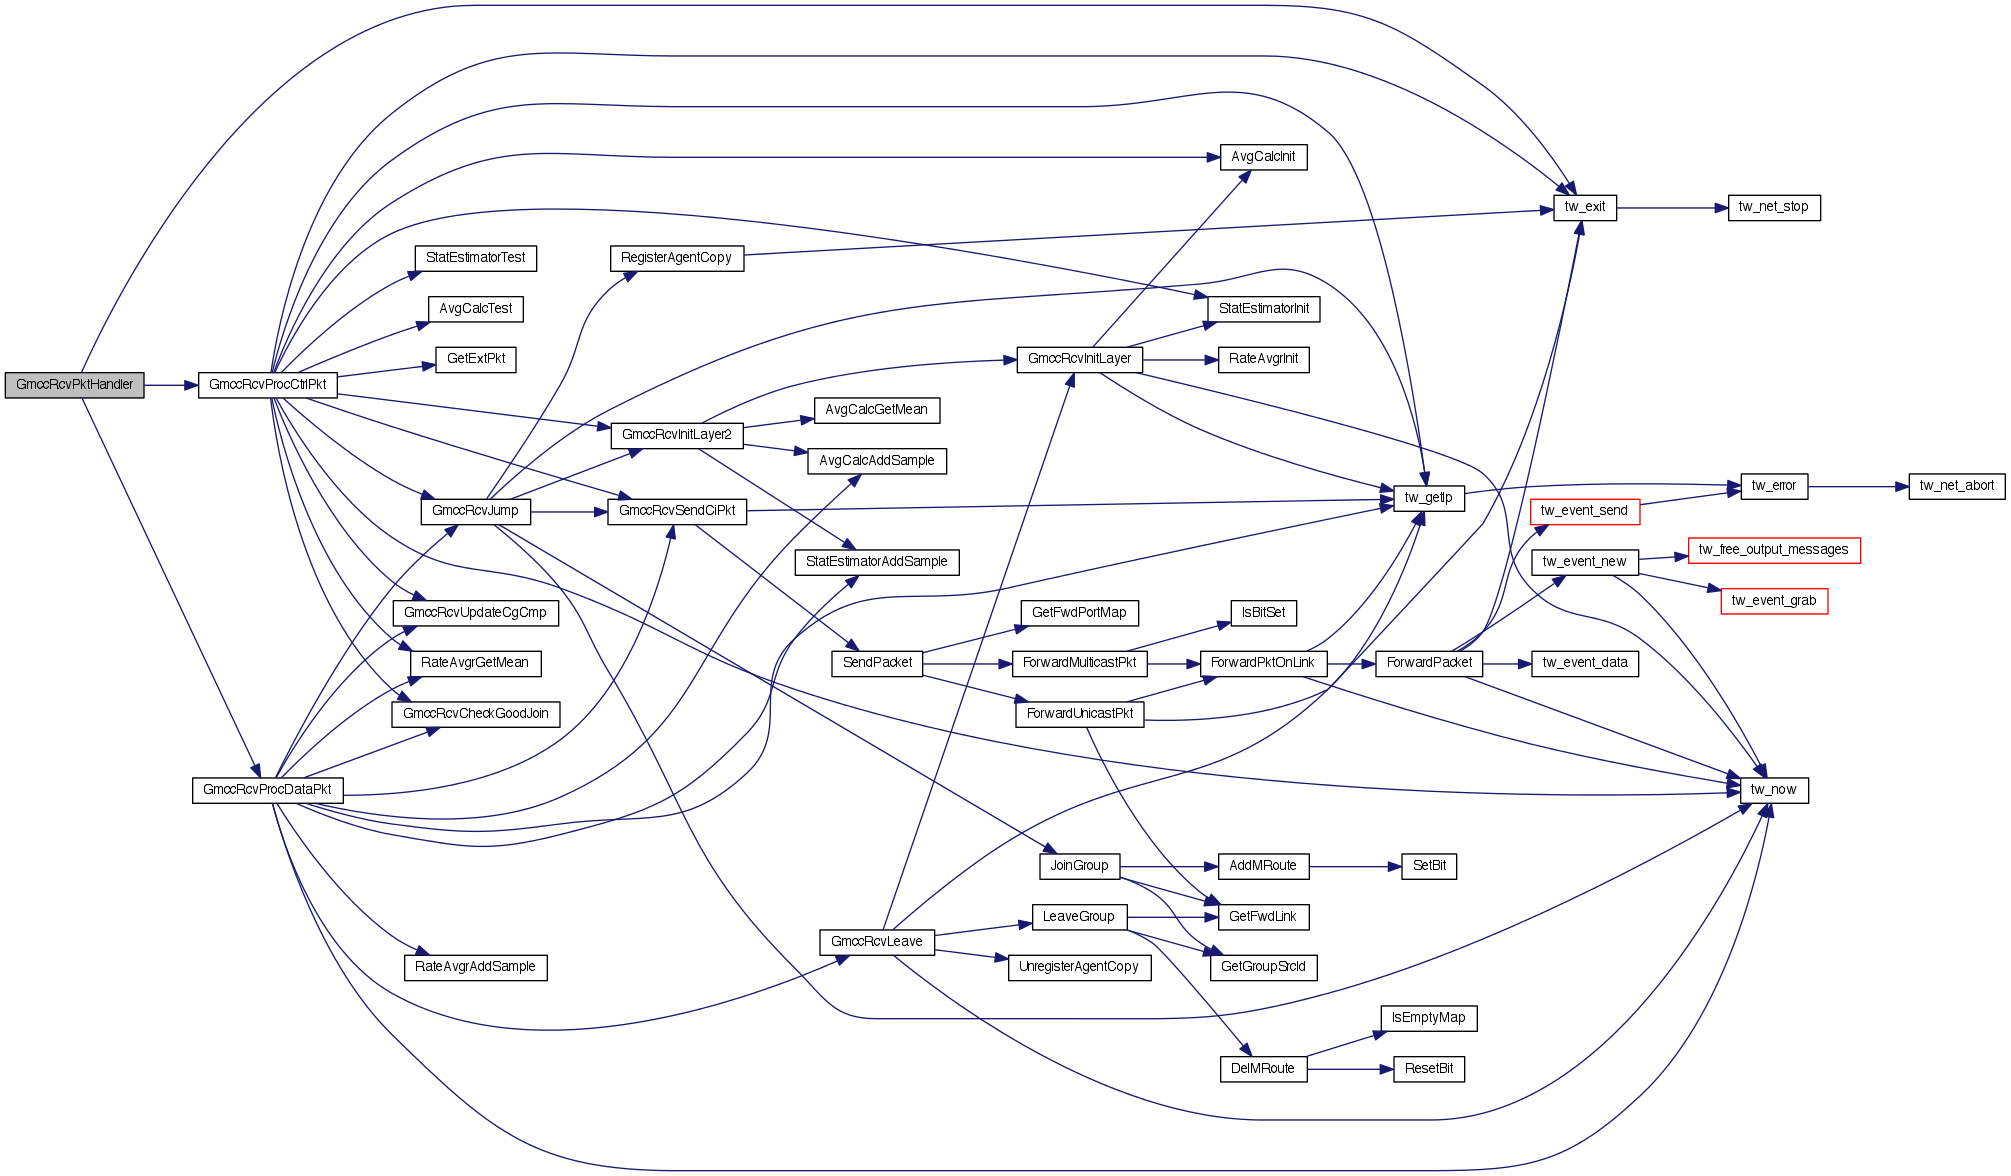 GmccRcvPktHandler
GmccRcvProcCtrlPkt
GmccRcvProcDataPkt
StatEstimatorTest
AvgCalcTest
GetExtPkt
GmccRcvJump
GmccRcvUpdateCgCmp
RateAvgrGetMean
GmccRcvCheckGoodJoin
RateAvgrAddSample
RegisterAgentCopy
GmccRcvInitLayer2
GmccRcvSendCiPkt
AvgCalcGetMean
AvgCalcAddSample
StatEstimatorAddSample
SendPacket
GmccRcvLeave
GmccRcvInitLayer
GetFwdPortMap
ForwardMulticastPkt
ForwardUnicastPkt
JoinGroup
LeaveGroup
UnregisterAgentCopy
AvgCalcInit
StatEstimatorInit
RateAvgrInit
IsBitSet
ForwardPktOnLink
AddMRoute
GetFwdLink
GetGroupSrcId
DelMRoute
tw_getlp
ForwardPacket
SetBit
IsEmptyMap
ResetBit
tw_exit
tw_event_send
tw_event_new
tw_event_data
tw_net_stop
tw_error
tw_free_output_messages
tw_event_grab
tw_now
tw_net_abort